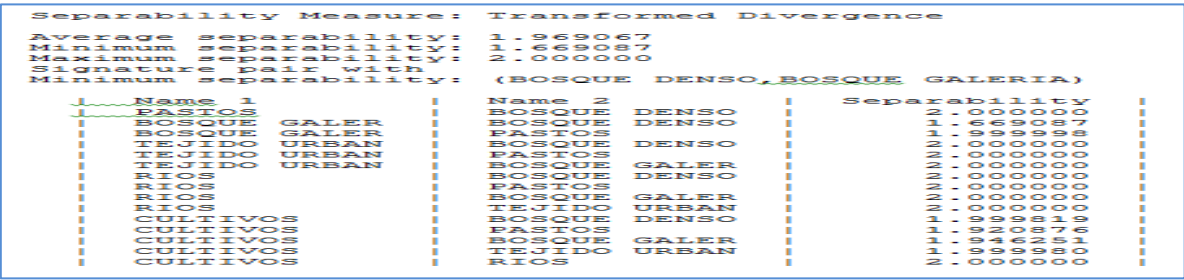 Separability Measure: Transformed Divergence
Average separability: 1.969067
Minimum separability: 1.669087
Maximum separability: 2.000000
Signature pair with
Minimum separability: (BOSQUE DENSO, BOSQUE GALERIA)
| Name 1 | Name 2 | Separability |
| PASTOS | BOSQUE DENSO | 2.000000 |
| BOSQUE GALER | BOSQUE DENSO | 1.669087 |
| BOSQUE GALER | PASTOS | 1.999998 |
| TEJIDO URBAN | BOSQUE DENSO | 2.000000 |
| TEJIDO URBAN | PASTOS | 2.000000 |
| TEJIDO URBAN | BOSQUE GALER | 2.000000 |
| RIOS | BOSQUE DENSO | 2.000000 |
| RIOS | PASTOS | 2.000000 |
| RIOS | BOSQUE GALER | 2.000000 |
| RIOS | TEJIDO URBAN | 2.000000 |
| CULTIVOS | BOSQUE DENSO | 1.999819 |
| CULTIVOS | PASTOS | 1.920876 |
| CULTIVOS | BOSQUE GALER | 1.946251 |
| CULTIVOS | TEJIDO URBAN | 1.999980 |
| CULTIVOS | RIOS | 2.000000 |